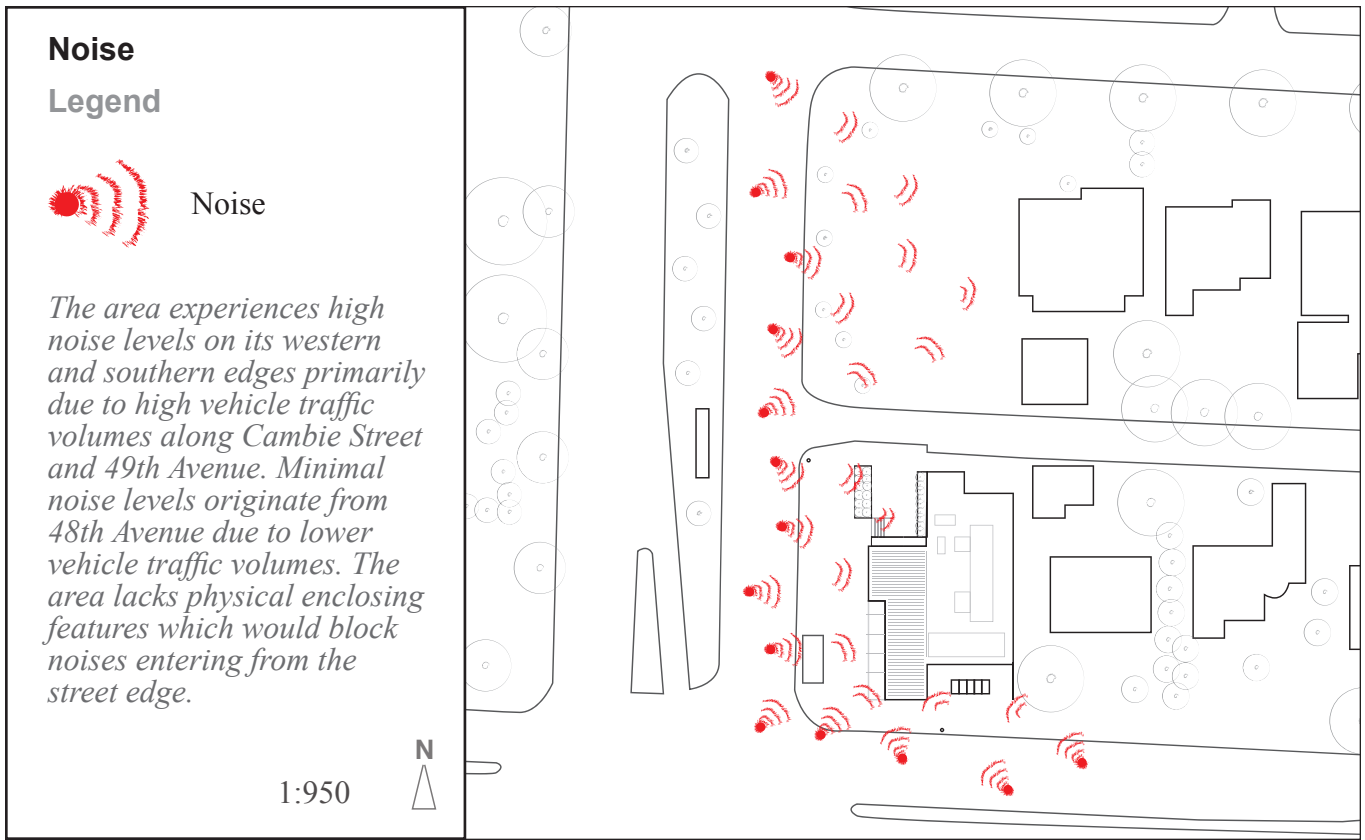 Noise
Legend
Noise
The area experiences high
noise levels on its western
and southern edges primarily
due to high vehicle traffic
volumes along Cambie Street
and 49th Avenue. Minimal
noise levels originate from
48th Avenue due to lower
vehicle traffic volumes. The
area lacks physical enclosing
features which would block
noises entering from the
street edge.
N
1:950